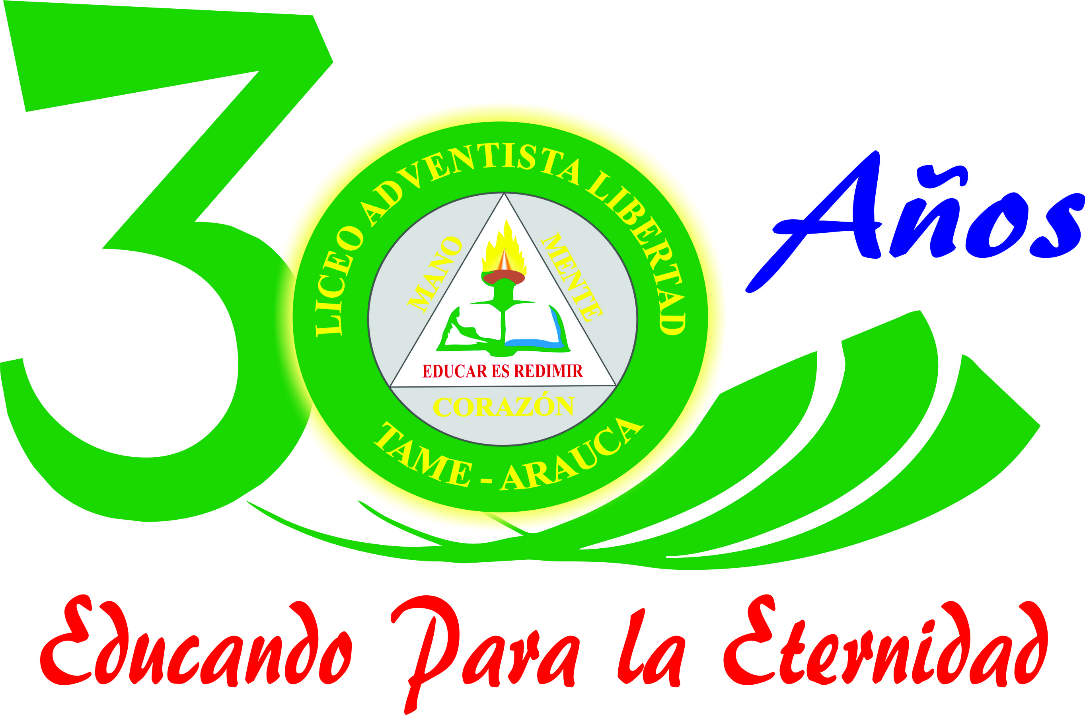 30 Años
LICEO ADVENTISTA LIBERTAD
MANO
MENTE
EDUCAR ES REDIMIR
CORAZÓN
TAME - ARAUCA
Educando Para la Eternidad